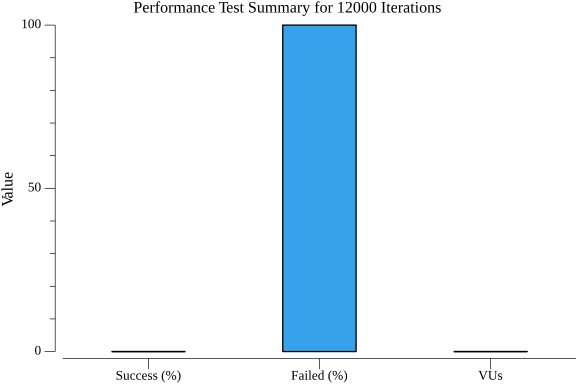 Performance Test Summary for 12000 Iterations
100
50
0
Value
Success (%)
Failed (%)
VUs